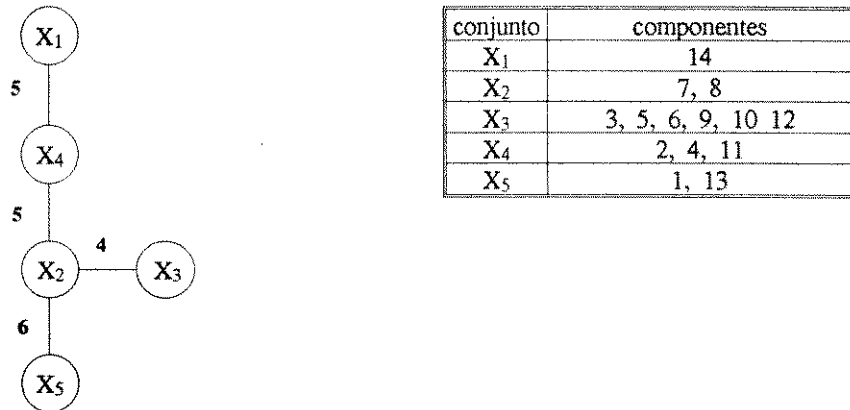 X₁
5
X₄
5
X₂
4
X₃
6
X₅
conjunto componentes
X₁ 14
X₂ 7, 8
X₃ 3, 5, 6, 9, 10 12
X₄ 2, 4, 11
X₅ 1, 13